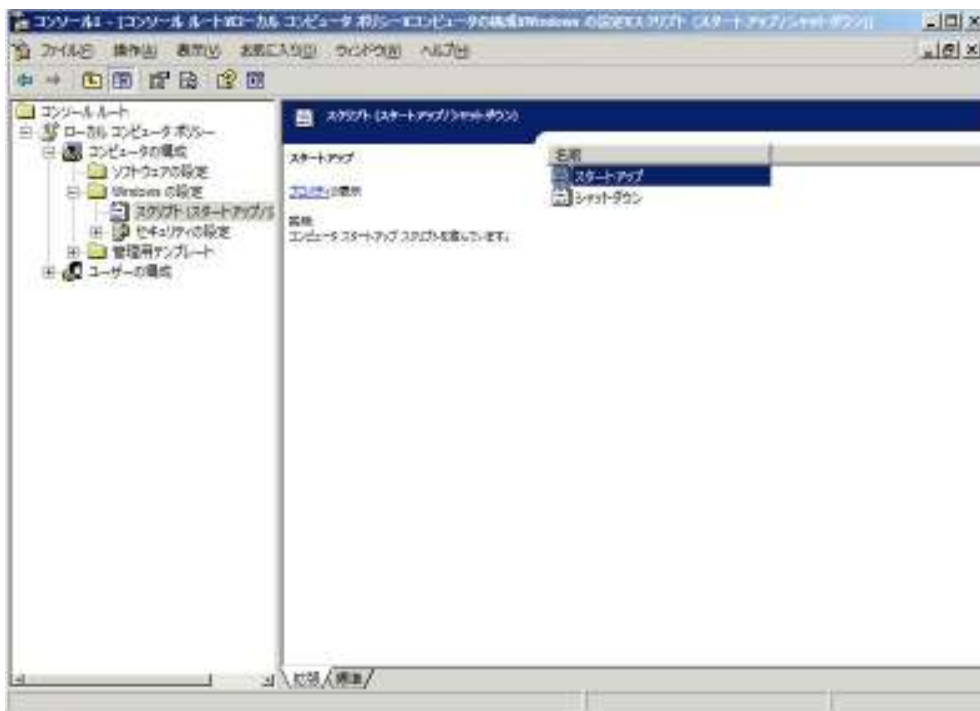 コンソール1 - [コンソール ルート¥ローカル コンピュータ ポリシー¥コンピュータの構成¥Windows の設定¥スクリプト (スタートアップ/シャットダウン)]
ファイル(F) 操作(A) 表示(V) お気に入り(O) ウィンドウ(W) ヘルプ(H)
コンソール ルート
ローカル コンピュータ ポリシー
コンピュータの構成
ソフトウェアの設定
Windows の設定
スクリプト (スタートアップ/S
セキュリティの設定
管理用テンプレート
ユーザーの構成
スクリプト (スタートアップ/シャットダウン)
スタートアップ
プロパティの表示
説明:
コンピュータ スタートアップ スクリプトを含んでいます。
名前
スタートアップ
シャットダウン
拡張 標準